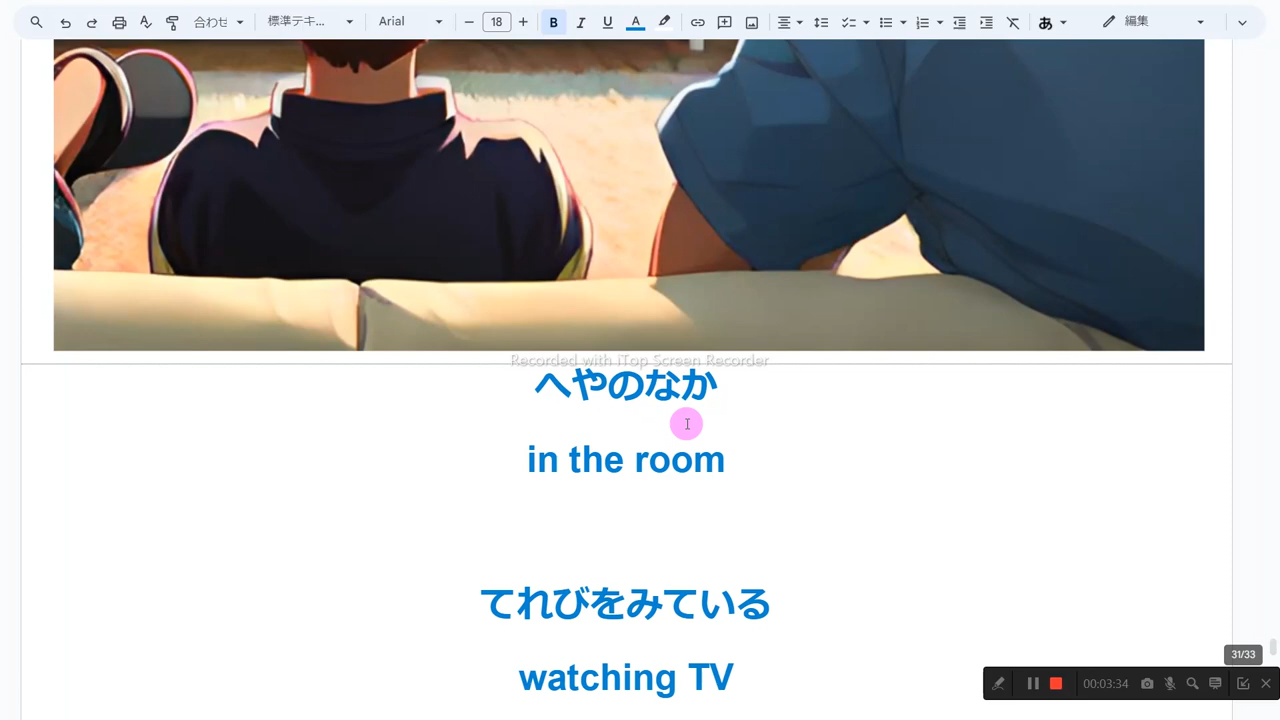 合わせ
標準テキ...
Arial
18
B I U A
あ
編集
Recorded with iTop Screen Recorder
へやのなか
in the room
てれびをみている
watching TV
31/33
00:03:34